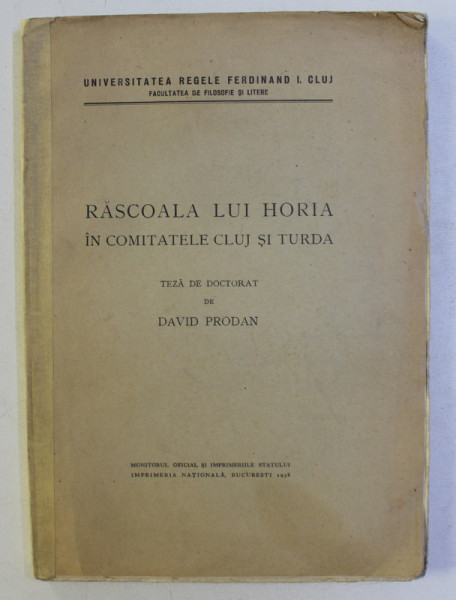 UNIVERSITATEA REGELE FERDINAND I. CLUJ
FACULTATEA DE FILOSOFIE ȘI LITERE
RĂSCOALA LUI HORIA
ÎN COMITATELE CLUJ ȘI TURDA
TEZĂ DE DOCTORAT
DE
DAVID PRODAN
MONITORUL OFICIAL ȘI IMPRIMERIILE STATULUI
IMPRIMERIA NAȚIONALĂ, BUCUREȘTI 1938